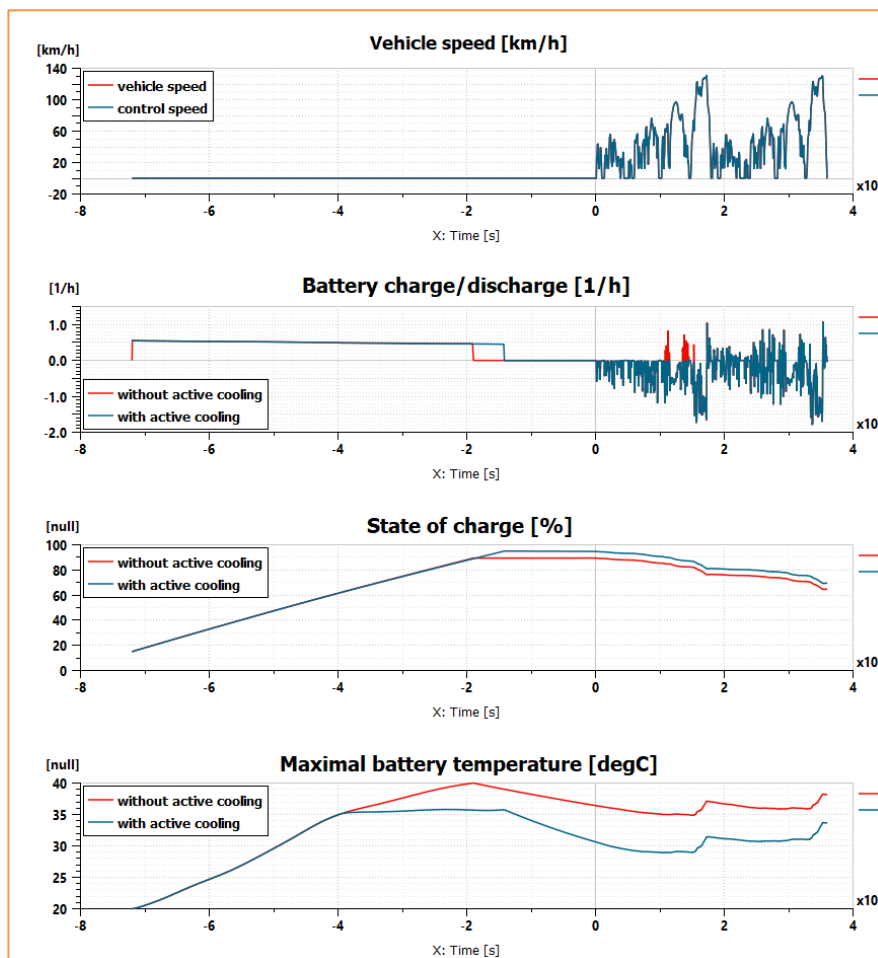 Vehicle speed [km/h]
[km/h]
140
100
60
20
-20
vehicle speed
control speed
-8 -6 -4 -2 0 2 4
x10
X: Time [s]
Battery charge/discharge [1/h]
[1/h]
1.0
0.0
-1.0
-2.0
without active cooling
with active cooling
-8 -6 -4 -2 0 2 4
x10
X: Time [s]
State of charge [%]
[null]
100
80
60
40
20
0
without active cooling
with active cooling
-8 -6 -4 -2 0 2 4
x10
X: Time [s]
Maximal battery temperature [degC]
[null]
40
35
30
25
20
without active cooling
with active cooling
-8 -6 -4 -2 0 2 4
x10
X: Time [s]